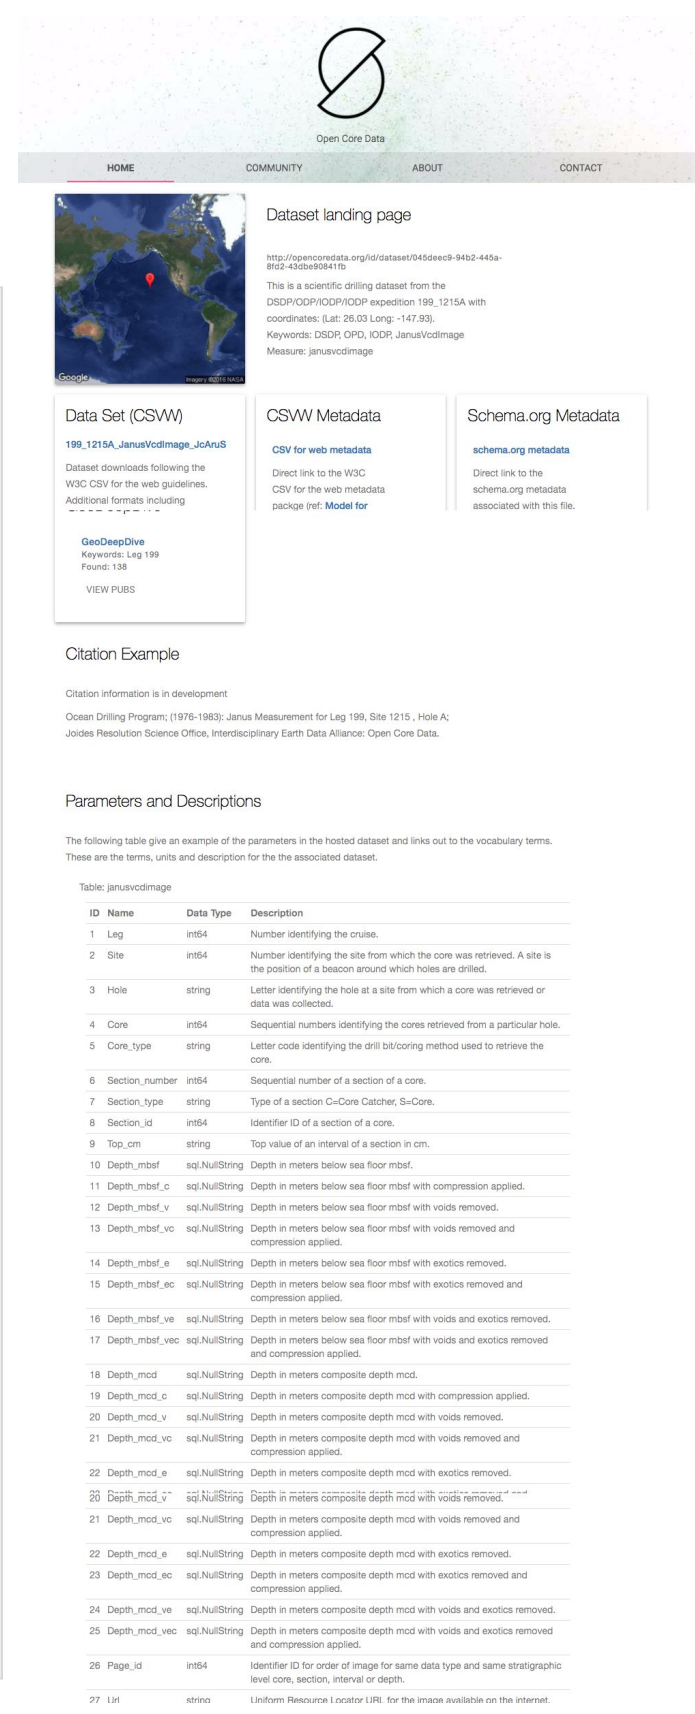 Open Core Data
HOME COMMUNITY ABOUT CONTACT
Google
Imagery ©2016 NASA
Dataset landing page
http://opencoredata.org/id/dataset/045deec9-94b2-445a-
8fd2-43dbe90841fb
This is a scientific drilling dataset from the
DSDP/ODP/IODP/IODP expedition 199_1215A with
coordinates: (Lat: 26.03 Long: -147.93).
Keywords: DSDP, OPD, IODP, JanusVcdImage
Measure: janusvcdimage
Data Set (CSVW)
199_1215A_JanusVcdImage_JcAruS
Dataset downloads following the
W3C CSV for the web guidelines.
Additional formats including
CSVW Metadata
CSV for web metadata
Direct link to the W3C
CSV for the web metadata
packge (ref: Model for
Schema.org Metadata
schema.org metadata
Direct link to the
schema.org metadata
associated with this file.
GeoDeepDive
Keywords: Leg 199
Found: 138
VIEW PUBS
Citation Example
Citation information is in development
Ocean Drilling Program; (1976-1983): Janus Measurement for Leg 199, Site 1215 , Hole A;
Joides Resolution Science Office, Interdisciplinary Earth Data Alliance: Open Core Data.
Parameters and Descriptions
The following table give an example of the parameters in the hosted dataset and links out to the vocabulary terms.
These are the terms, units and description for the the associated dataset.
Table: janusvcdimage
ID Name Data Type Description
1 Leg int64 Number identifying the cruise.
2 Site int64 Number identifying the site from which the core was retrieved. A site is
the position of a beacon around which holes are drilled.
3 Hole string Letter identifying the hole at a site from which a core was retrieved or
data was collected.
4 Core int64 Sequential numbers identifying the cores retrieved from a particular hole.
5 Core_type string Letter code identifying the drill bit/coring method used to retrieve the
core.
6 Section_number int64 Sequential number of a section of a core.
7 Section_type string Type of a section C=Core Catcher, S=Core.
8 Section_id int64 Identifier ID of a section of a core.
9 Top_cm string Top value of an interval of a section in cm.
10 Depth_mbsf sql.NullString Depth in meters below sea floor mbsf.
11 Depth_mbsf_c sql.NullString Depth in meters below sea floor mbsf with compression applied.
12 Depth_mbsf_v sql.NullString Depth in meters below sea floor mbsf with voids removed.
13 Depth_mbsf_vc sql.NullString Depth in meters below sea floor mbsf with voids removed and
compression applied.
14 Depth_mbsf_e sql.NullString Depth in meters below sea floor mbsf with exotics removed.
15 Depth_mbsf_ec sql.NullString Depth in meters below sea floor mbsf with exotics removed and
compression applied.
16 Depth_mbsf_ve sql.NullString Depth in meters below sea floor mbsf with voids and exotics removed.
17 Depth_mbsf_vec sql.NullString Depth in meters below sea floor mbsf with voids and exotics removed
and compression applied.
18 Depth_mcd sql.NullString Depth in meters composite depth mcd.
19 Depth_mcd_c sql.NullString Depth in meters composite depth mcd with compression applied.
20 Depth_mcd_v sql.NullString Depth in meters composite depth mcd with voids removed.
21 Depth_mcd_vc sql.NullString Depth in meters composite depth mcd with voids removed and
compression applied.
22 Depth_mcd_e sql.NullString Depth in meters composite depth mcd with exotics removed.
20 Depth_mcd_v sql.NullString Depth in meters composite depth mcd with voids removed.
21 Depth_mcd_vc sql.NullString Depth in meters composite depth mcd with voids removed and
compression applied.
22 Depth_mcd_e sql.NullString Depth in meters composite depth mcd with exotics removed.
23 Depth_mcd_ec sql.NullString Depth in meters composite depth mcd with exotics removed and
compression applied.
24 Depth_mcd_ve sql.NullString Depth in meters composite depth mcd with voids and exotics removed.
25 Depth_mcd_vec sql.NullString Depth in meters composite depth mcd with voids and exotics removed
and compression applied.
26 Page_id int64 Identifier ID for order of image for same data type and same stratigraphic
level core, section, interval or depth.
27 Url string Uniform Resource Locator URL for the image available on the internet.